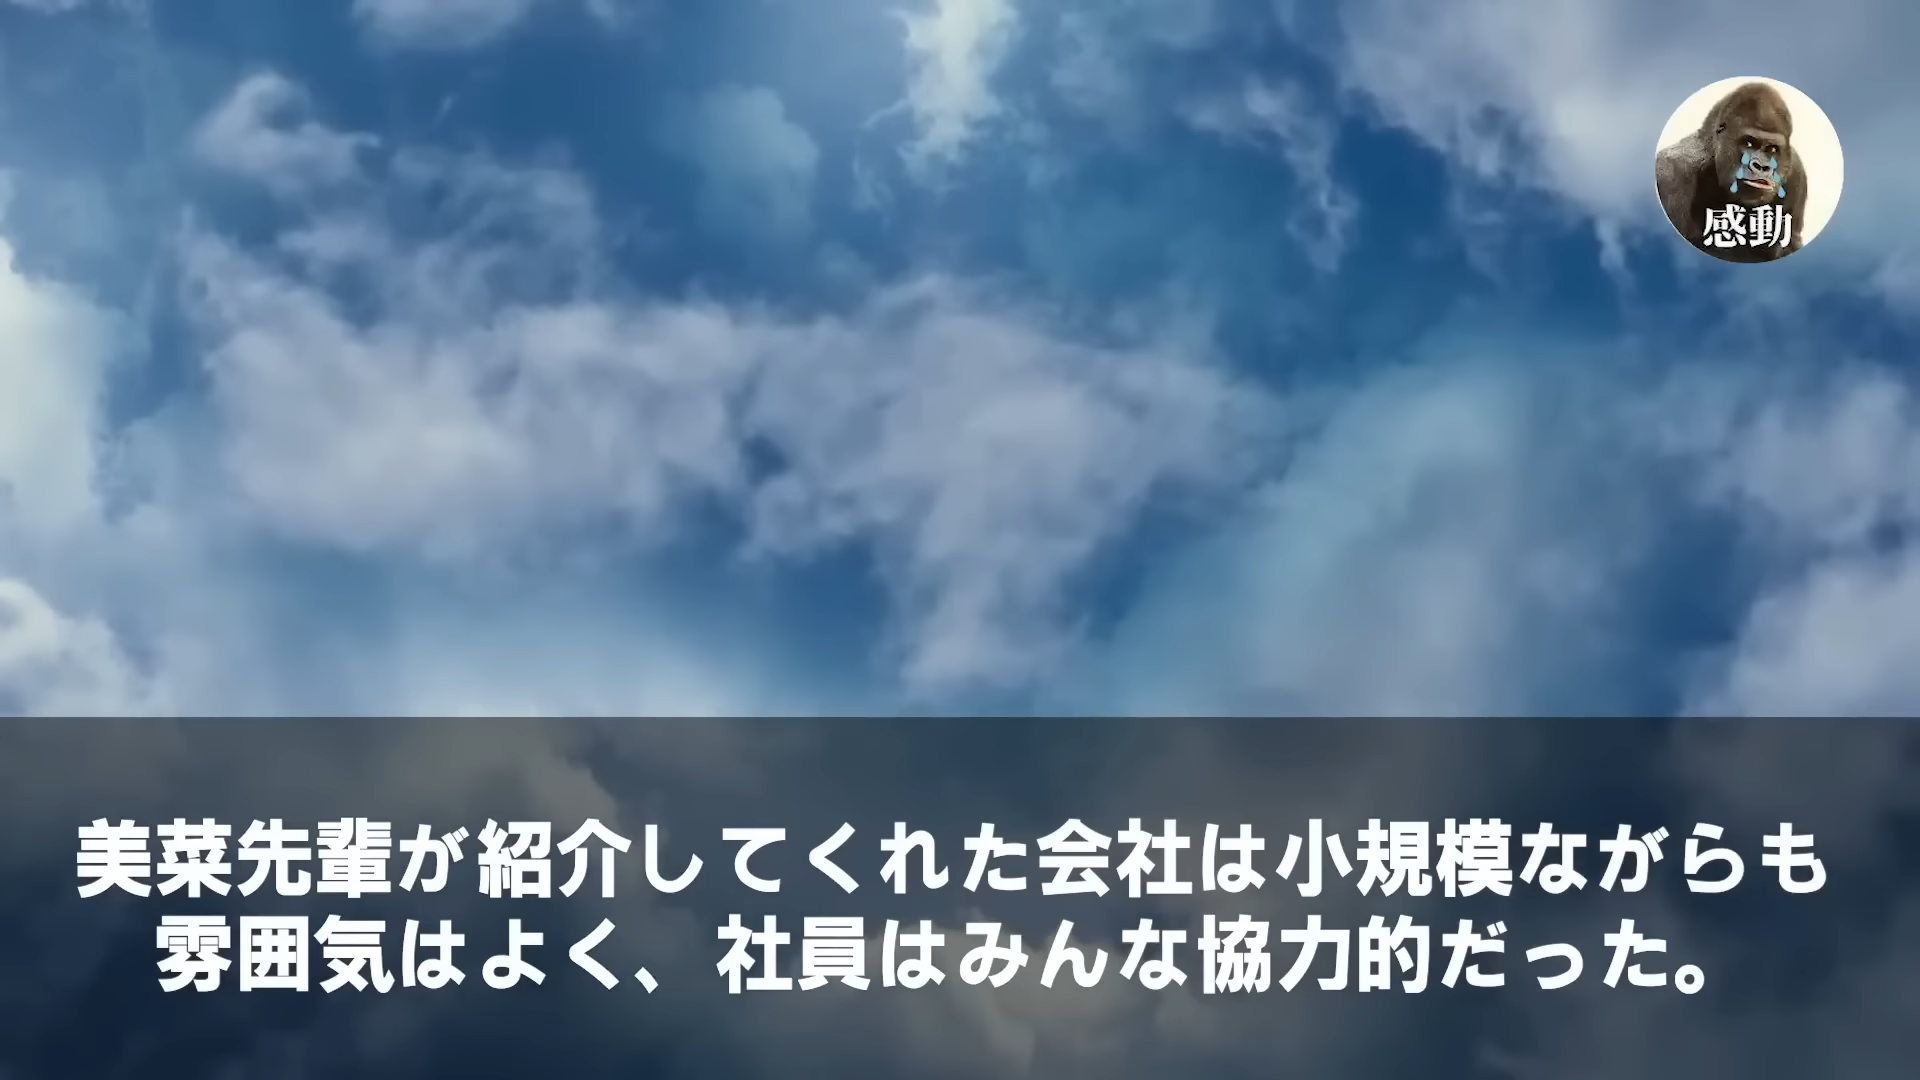 感動
美菜先輩が紹介してくれた会社は小規模ながらも
雰囲気はよく、社員はみんな協力的だった。